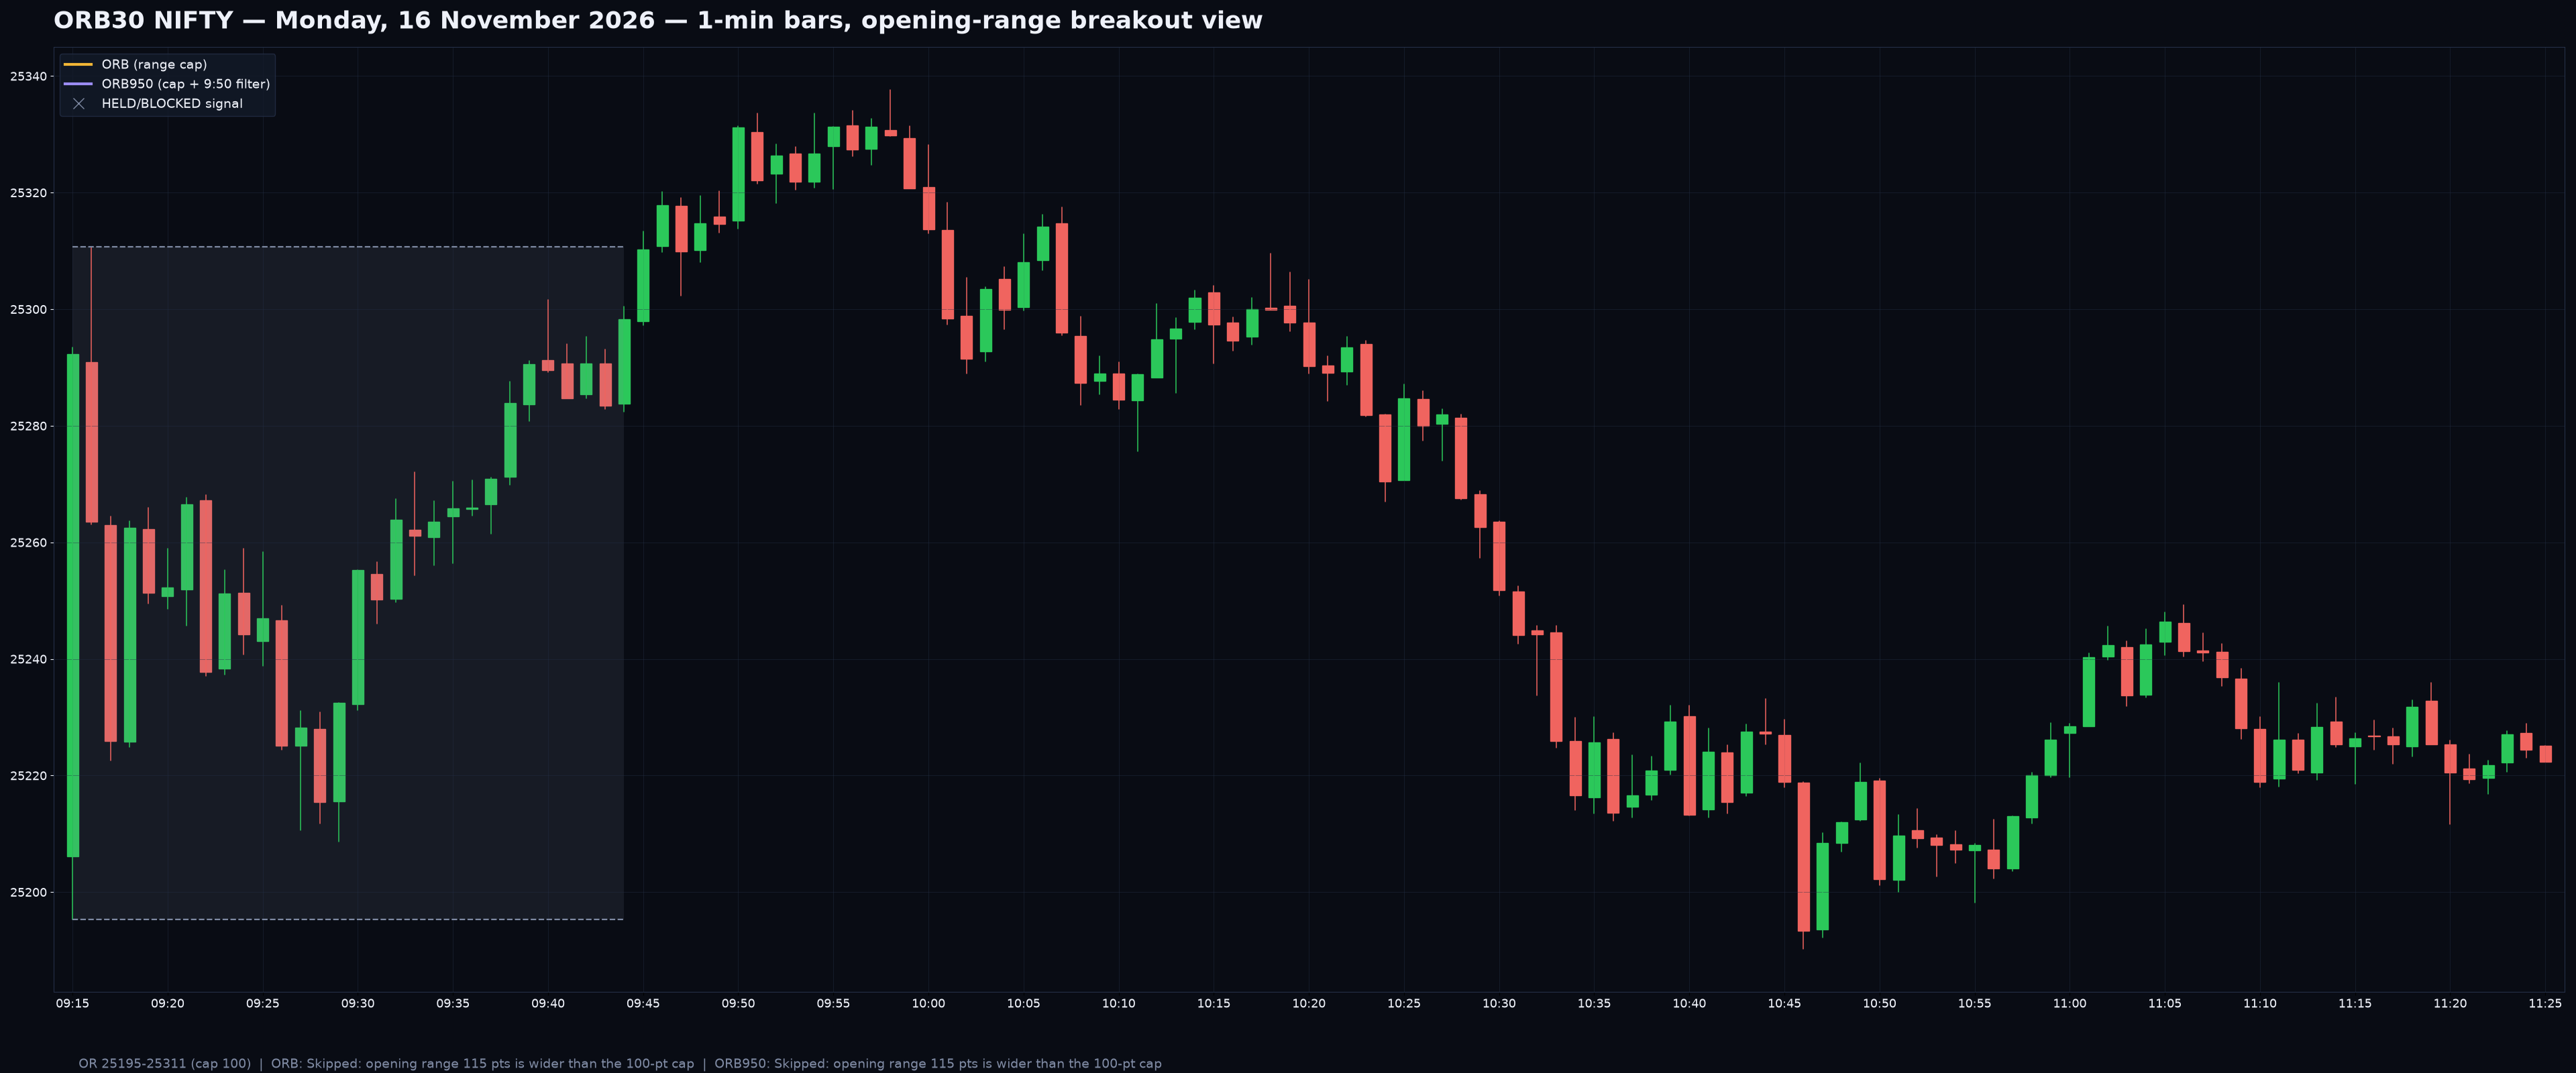 ORB30 NIFTY — Monday, 16 November 2026 — 1-min bars, opening-range breakout view
ORB (range cap)
ORB950 (cap + 9:50 filter)
HELD/BLOCKED signal
25340
25320
25300
25280
25260
25240
25220
25200
09:15 09:20 09:25 09:30 09:35 09:40 09:45 09:50 09:55 10:00 10:05 10:10 10:15 10:20 10:25 10:30 10:35 10:40 10:45 10:50 10:55 11:00 11:05 11:10 11:15 11:20 11:25
OR 25195-25311 (cap 100) | ORB: Skipped: opening range 115 pts is wider than the 100-pt cap | ORB950: Skipped: opening range 115 pts is wider than the 100-pt cap